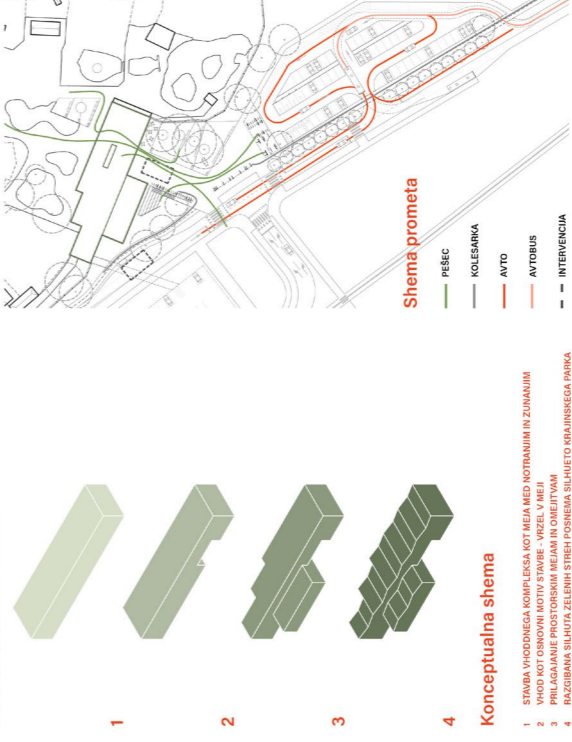 1
2
3
4
Konceptualna shema
1 STAVBA VHODDNEGA KOMPLEKSA KOT MEJA MED NOTRANJIM IN ZUNANJIM
2 VHOD KOT OSNOVNI MOTIV STAVBE - VRZEL V MEJI
3 PRILAGAJANJE PROSTORSKIM MEJAM IN OMEJITVAM
4 RAZGIBANA SILHUTA ZELENIH STREH POSNEMA SILHUETO KRAJINSKEGA PARKA
Shema prometa
PEŠEC
KOLESARKA
AVTO
AVTOBUS
INTERVENCIJA